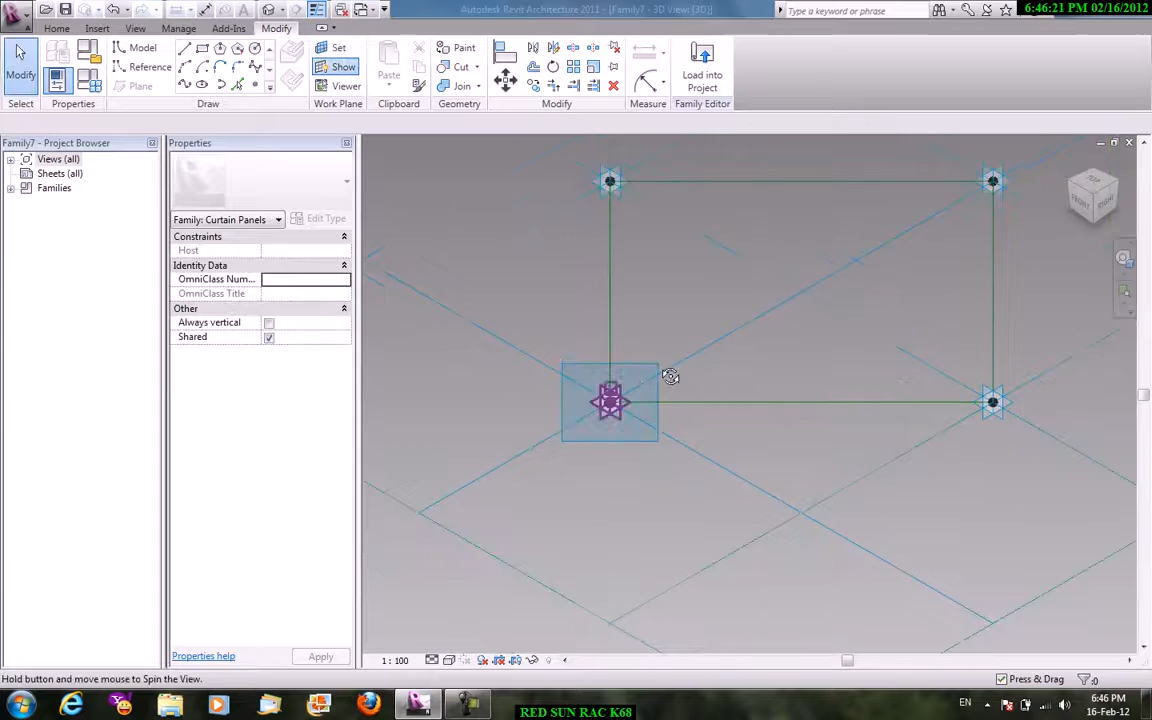 Autodesk Revit Architecture 2011 - [Family7 - 3D View: {3D}]
Type a keyword or phrase
6:46:21 PM 02/16/2012
Home Insert View Manage Add-Ins Modify
Modify
Model
Reference
Plane
Set
Show
Viewer
Paste
Paint
Cut
Join
Load into
Project
Select Properties Draw Work Plane Clipboard Geometry Modify Measure Family Editor
Family7 - Project Browser
Views (all)
Sheets (all)
Families
Properties
Family: Curtain Panels
Edit Type
Constraints
Host
Identity Data
OmniClass Num...
OmniClass Title
Other
Always vertical
Shared
Properties help
Apply
TOP
FRONT
RIGHT
1 : 100
Hold button and move mouse to Spin the View.
Press & Drag
:0
EN
6:46 PM
16-Feb-12
RED SUN RAC K68